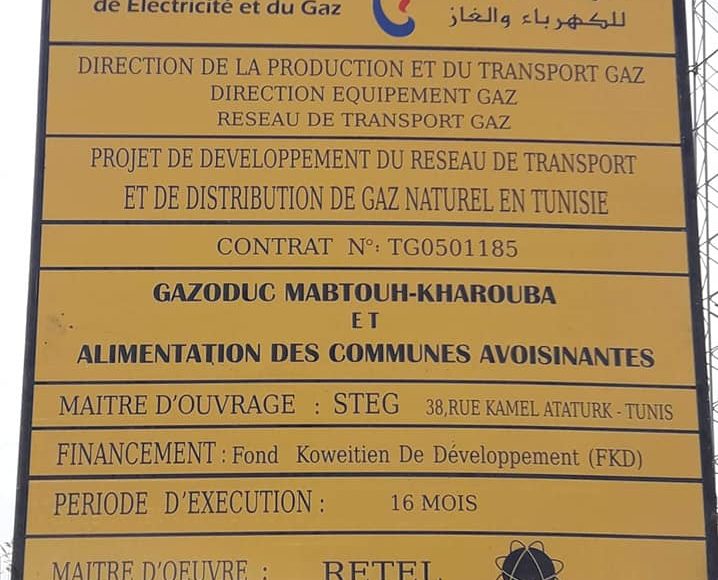 de Electricité et du Gaz
للكهرباء والغاز
DIRECTION DE LA PRODUCTION ET DU TRANSPORT GAZ
DIRECTION EQUIPEMENT GAZ
RESEAU DE TRANSPORT GAZ
PROJET DE DEVELOPPEMENT DU RESEAU DE TRANSPORT
ET DE DISTRIBUTION DE GAZ NATUREL EN TUNISIE
CONTRAT N°: TG0501185
GAZODUC MABTOUH-KHAROUBA
ET
ALIMENTATION DES COMMUNES AVOISINANTES
MAITRE D'OUVRAGE : STEG 38,RUE KAMEL ATATURK - TUNIS
FINANCEMENT : Fond Koweitien De Développement (FKD)
PERIODE D'EXECUTION : 16 MOIS
MAITRE D'OEUVRE : RETEL